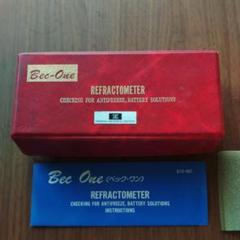 Bec-One
REFRACTOMETER
CHECKING FOR ANTIFREEZE, BATTERY SOLUTIONS
Bec One (ベック・ワン)
REFRACTOMETER
CHECKING FOR ANTIFREEZE, BATTERY SOLUTIONS
INSTRUCTIONS